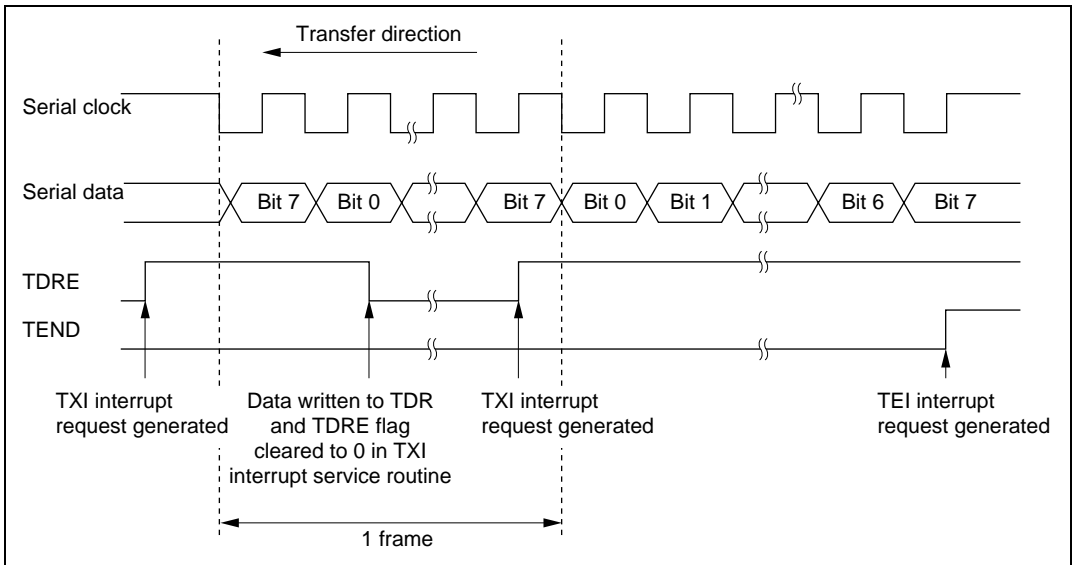 Transfer direction
Serial clock
Serial data
Bit 7 Bit 0 Bit 7 Bit 0 Bit 1 Bit 6 Bit 7
TDRE
TEND
TXI interrupt
request generated
Data written to TDR
and TDRE flag
cleared to 0 in TXI
interrupt service routine
TXI interrupt
request generated
TEI interrupt
request generated
1 frame